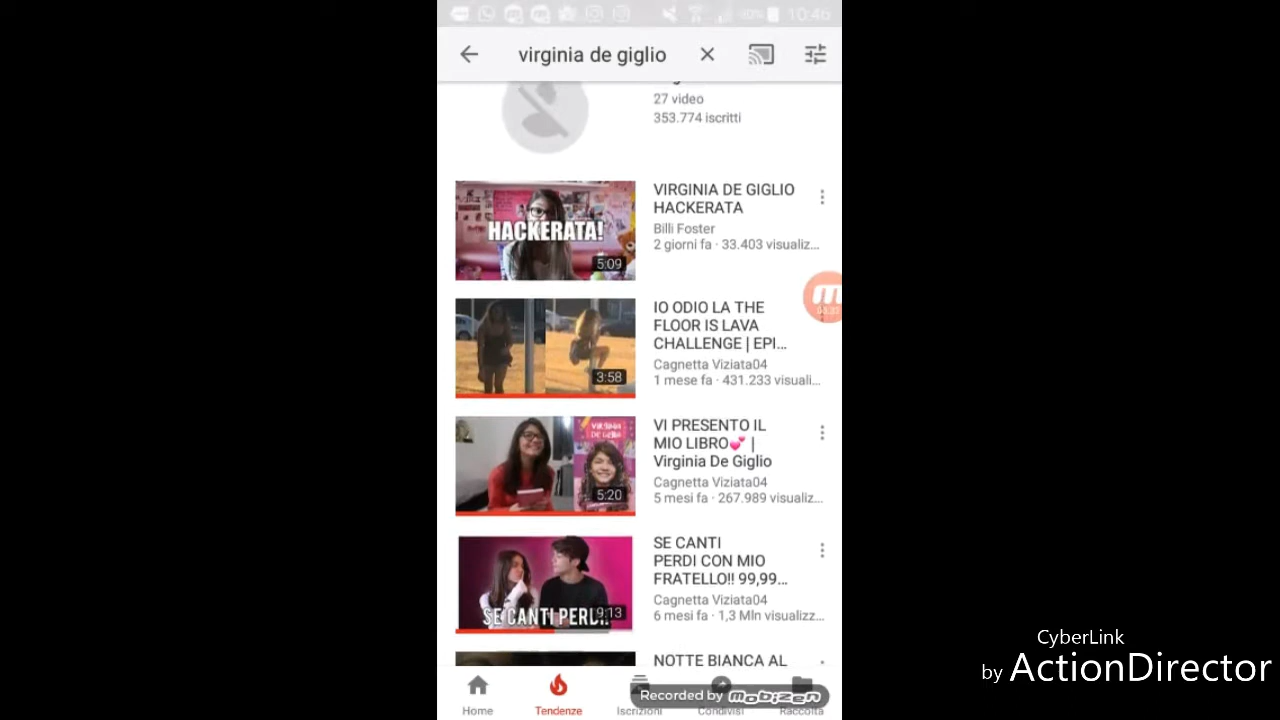 10:46
virginia de giglio
27 video
353.774 iscritti
HACKERATA!
5:09
VIRGINIA DE GIGLIO
HACKERATA
Billi Foster
2 giorni fa · 33.403 visualiz...
3:58
IO ODIO LA THE
FLOOR IS LAVA
CHALLENGE | EPI...
Cagnetta Viziata04
1 mese fa · 431.233 visuali...
VIRGINIA
DE GIGLIO
5:20
VI PRESENTO IL
MIO LIBRO💕 |
Virginia De Giglio
Cagnetta Viziata04
5 mesi fa · 267.989 visualiz...
SE CANTI PERDI!!
9:13
SE CANTI
PERDI CON MIO
FRATELLO!! 99,99...
Cagnetta Viziata04
6 mesi fa · 1,3 Mln visualizz...
NOTTE BIANCA AL
Recorded by mobizen
Home
Tendenze
Iscrizioni
Condivisi
Raccolta
CyberLink
by ActionDirector